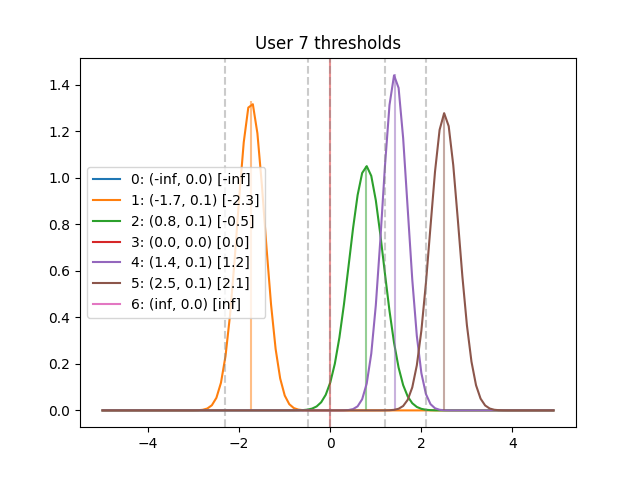 User 7 thresholds
1.4
1.2
1.0
0.8
0.6
0.4
0.2
0.0
0: (-inf, 0.0) [-inf]
1: (-1.7, 0.1) [-2.3]
2: (0.8, 0.1) [-0.5]
3: (0.0, 0.0) [0.0]
4: (1.4, 0.1) [1.2]
5: (2.5, 0.1) [2.1]
6: (inf, 0.0) [inf]
−4 −2 0 2 4